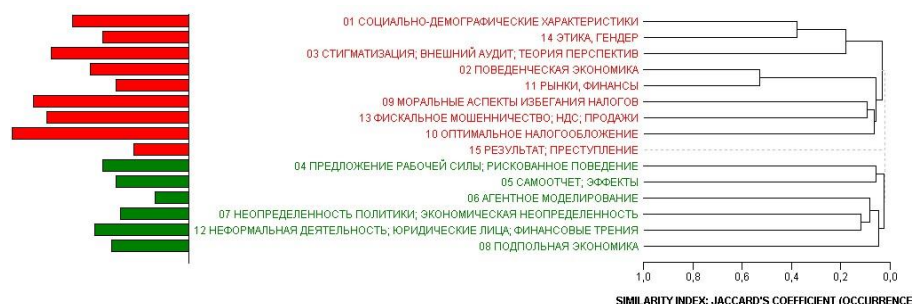 01 СОЦИАЛЬНО-ДЕМОГРАФИЧЕСКИЕ ХАРАКТЕРИСТИКИ
14 ЭТИКА, ГЕНДЕР
03 СТИГМАТИЗАЦИЯ; ВНЕШНИЙ АУДИТ; ТЕОРИЯ ПЕРСПЕКТИВ
02 ПОВЕДЕНЧЕСКАЯ ЭКОНОМИКА
11 РЫНКИ, ФИНАНСЫ
09 МОРАЛЬНЫЕ АСПЕКТЫ ИЗБЕГАНИЯ НАЛОГОВ
13 ФИСКАЛЬНОЕ МОШЕННИЧЕСТВО; НДС; ПРОДАЖИ
10 ОПТИМАЛЬНОЕ НАЛОГООБЛОЖЕНИЕ
15 РЕЗУЛЬТАТ; ПРЕСТУПЛЕНИЕ
04 ПРЕДЛОЖЕНИЕ РАБОЧЕЙ СИЛЫ; РИСКОВАННОЕ ПОВЕДЕНИЕ
05 САМООТЧЕТ; ЭФФЕКТЫ
06 АГЕНТНОЕ МОДЕЛИРОВАНИЕ
07 НЕОПРЕДЕЛЕННОСТЬ ПОЛИТИКИ; ЭКОНОМИЧЕСКАЯ НЕОПРЕДЕЛЕННОСТЬ
12 НЕФОРМАЛЬНАЯ ДЕЯТЕЛЬНОСТЬ; ЮРИДИЧЕСКИЕ ЛИЦА; ФИНАНСОВЫЕ ТРЕНИЯ
08 ПОДПОЛЬНАЯ ЭКОНОМИКА
1,0 0,8 0,6 0,4 0,2 0,0
SIMILARITY INDEX: JACCARD'S COEFFICIENT (OCCURRENCE